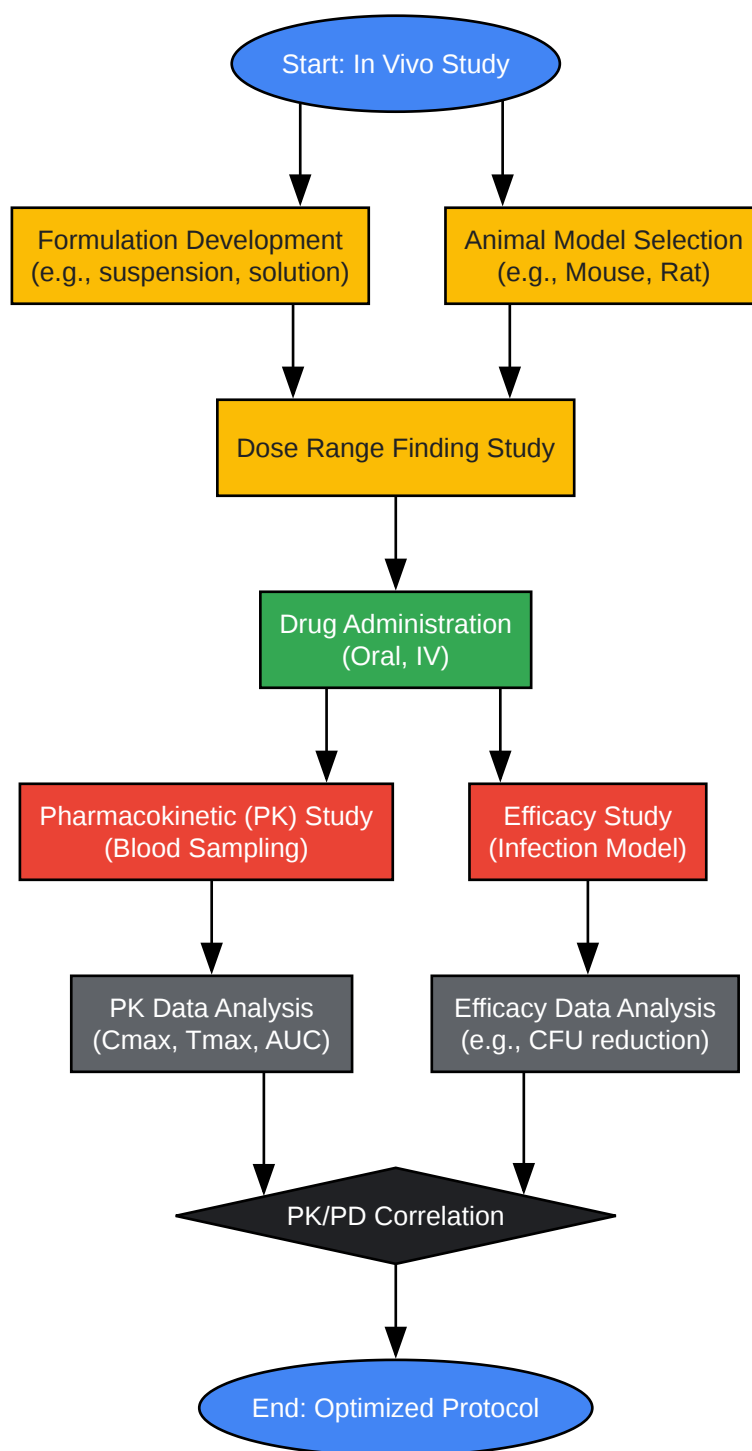 Start: In Vivo Study
Formulation Development
(e.g., suspension, solution)
Animal Model Selection
(e.g., Mouse, Rat)
Dose Range Finding Study
Drug Administration
(Oral, IV)
Pharmacokinetic (PK) Study
(Blood Sampling)
Efficacy Study
(Infection Model)
PK Data Analysis
(Cmax, Tmax, AUC)
Efficacy Data Analysis
(e.g., CFU reduction)
PK/PD Correlation
End: Optimized Protocol